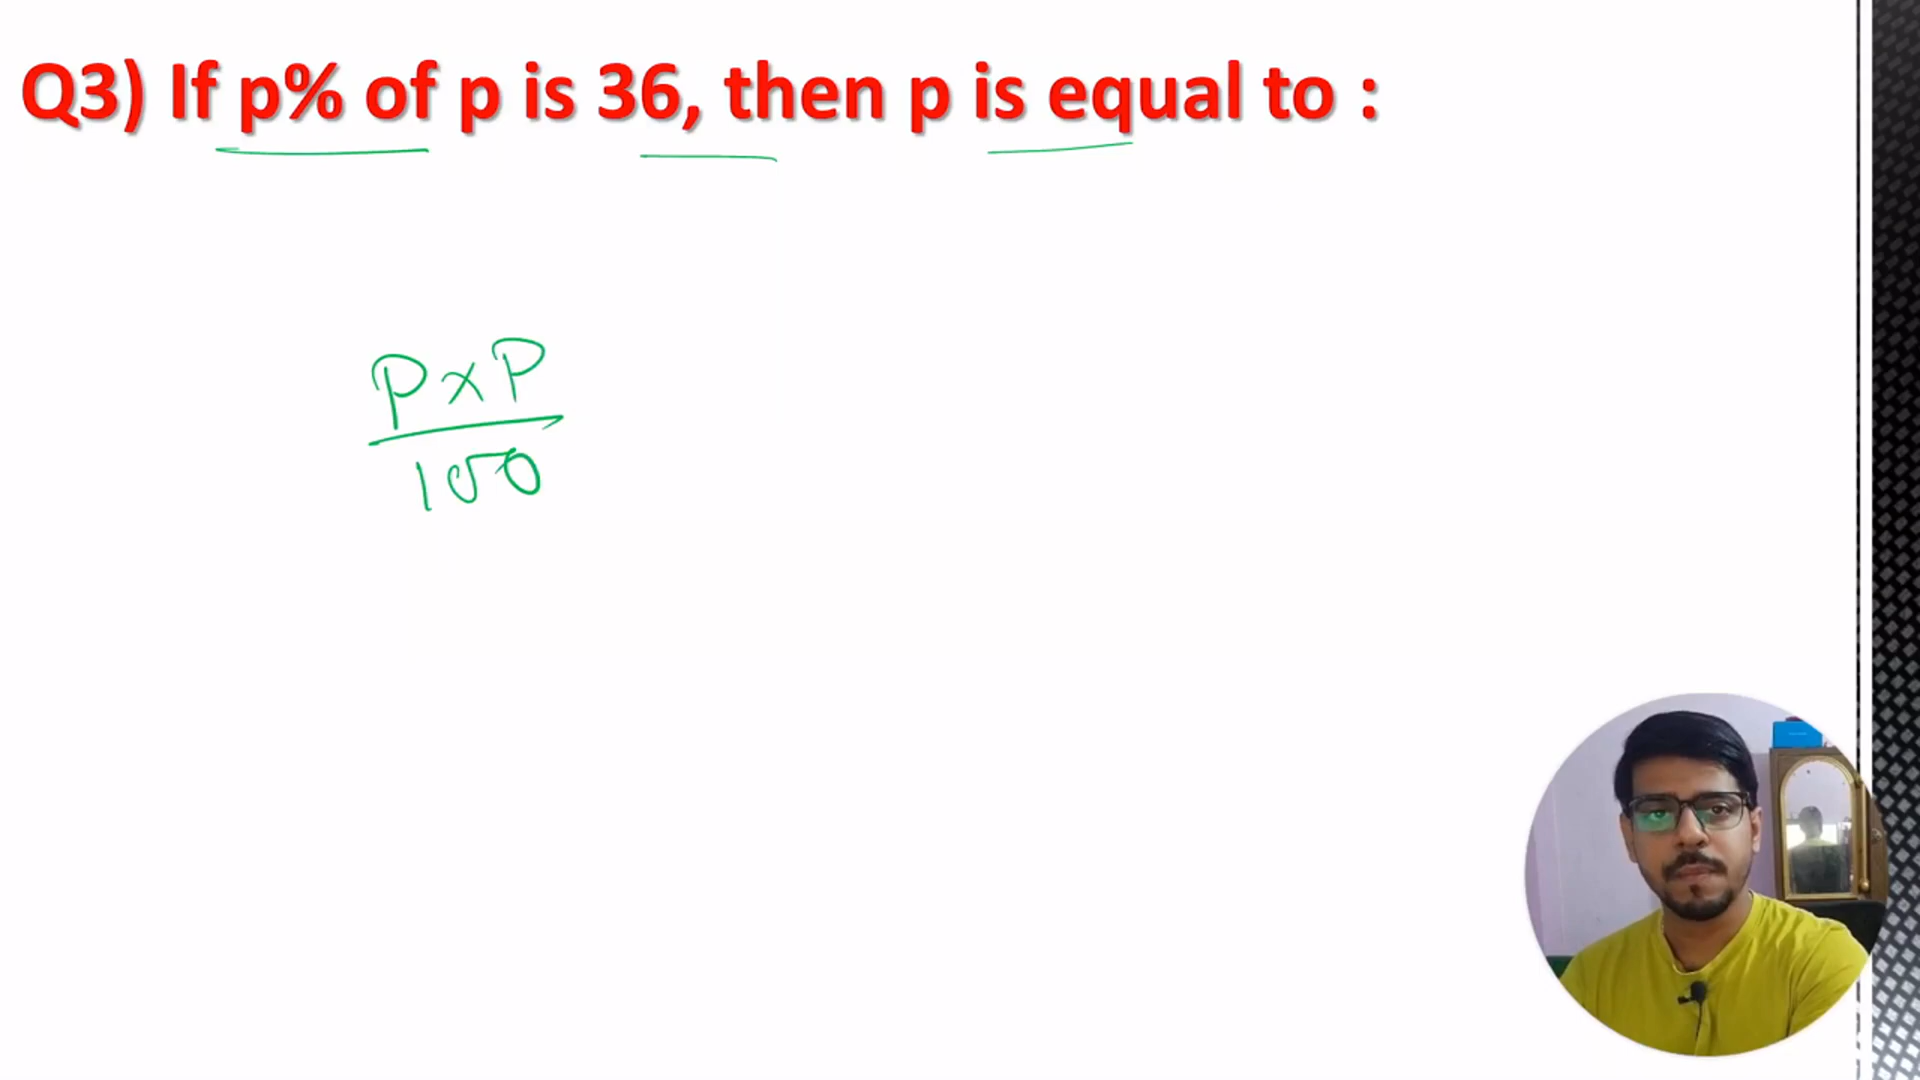 Q3) If p% of p is 36, then p is equal to :
P x P
100